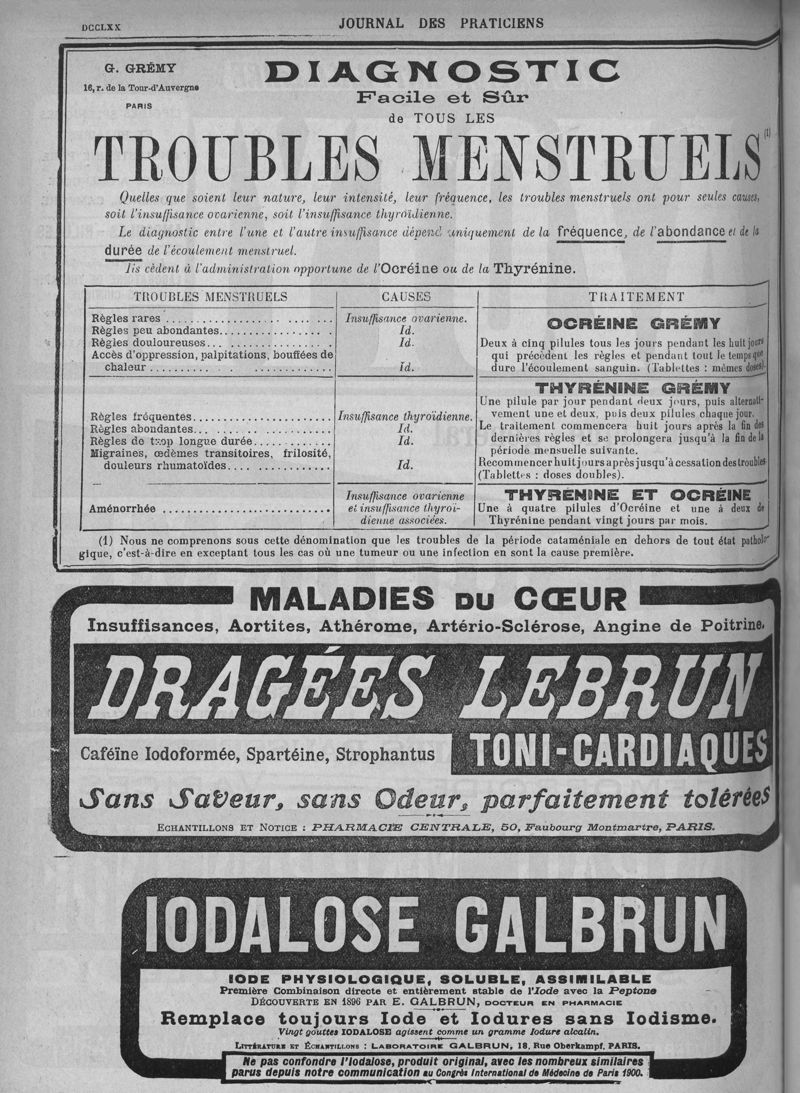 DCCLXX
JOURNAL DES PRATICIENS
G. GRÉMY
16, r. de la Tour-d'Auvergne
PARIS
DIAGNOSTIC
Facile et Sûr
de TOUS LES
TROUBLES MENSTRUELS (1)
Quelles que soient leur nature, leur intensité, leur fréquence, les troubles menstruels ont pour seules causes,
soit l'insuffisance ovarienne, soit l'insuffisance thyroïdienne.
Le diagnostic entre l'une et l'autre insuffisance dépend uniquement de la fréquence, de l'abondance et de la
durée de l'écoulement menstruel.
Ils cèdent à l'administration opportune de l'Ocréine ou de la Thyrénine.
TROUBLES MENSTRUELS
CAUSES
TRAITEMENT
Règles rares
Insuffisance ovarienne.
Règles peu abondantes
Id.
Règles douloureuses
Id.
Accès d'oppression, palpitations, bouffées de
chaleur
Id.
OCRÉINE GRÉMY
Deux à cinq pilules tous les jours pendant les huit jours
qui précèdent les règles et pendant tout le temps que
dure l'écoulement sanguin. (Tablettes : mêmes doses).
Règles fréquentes
Insuffisance thyroïdienne.
Règles abondantes
Id.
Règles de trop longue durée
Id.
Migraines, œdèmes transitoires, frilosité,
douleurs rhumatoïdes
Id.
THYRÉNINE GRÉMY
Une pilule par jour pendant deux jours, puis alternati-
vement une et deux, puis deux pilules chaque jour.
Le traitement commencera huit jours après la fin des
dernières règles et se prolongera jusqu'à la fin de la
période mensuelle suivante.
Recommencer huit jours après jusqu'à cessation des troubles
(Tablettes : doses doubles).
Aménorrhée
Insuffisance ovarienne
et insuffisance thyroï-
dienne associées.
THYRÉNINE ET OCRÉINE
Une à quatre pilules d'Ocréine et une à deux de
Thyrénine pendant vingt jours par mois.
(1) Nous ne comprenons sous cette dénomination que les troubles de la période cataméniale en dehors de tout état patholo-
gique, c'est-à-dire en exceptant tous les cas où une tumeur ou une infection en sont la cause première.
MALADIES DU CŒUR
Insuffisances, Aortites, Athérome, Artério-Sclérose, Angine de Poitrine.
DRAGÉES LEBRUN
Caféïne Iodoformée, Spartéine, Strophantus
TONI-CARDIAQUES
Sans Saveur, sans Odeur, parfaitement tolérées
ECHANTILLONS ET NOTICE : PHARMACIE CENTRALE, 50, Faubourg Montmartre, PARIS.
IODALOSE GALBRUN
IODE PHYSIOLOGIQUE, SOLUBLE, ASSIMILABLE
Première Combinaison directe et entièrement stable de l'Iode avec la Peptone
DÉCOUVERTE EN 1896 PAR E. GALBRUN, DOCTEUR EN PHARMACIE
Remplace toujours Iode et Iodures sans Iodisme.
Vingt gouttes IODALOSE agissent comme un gramme Iodure alcalin.
LITTÉRATURE ET ÉCHANTILLONS : LABORATOIRE GALBRUN, 18, Rue Oberkampf, PARIS.
Ne pas confondre l'Iodalose, produit original, avec les nombreux similaires
parus depuis notre communication au Congrès International de Médecine de Paris 1900.